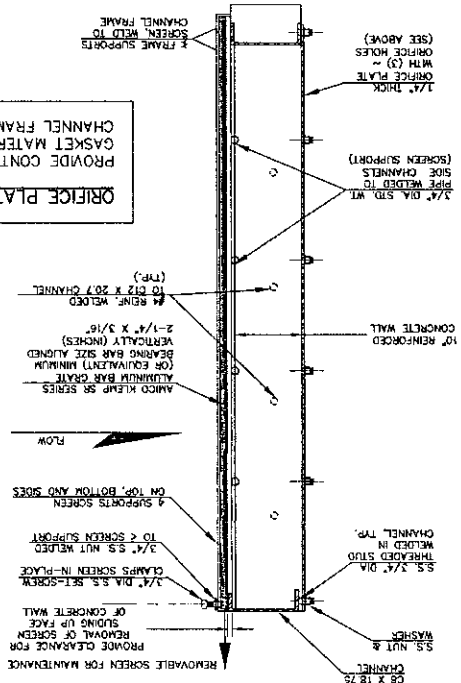 1/4" THICK
ORIFICE PLATE
WITH (3) ~
ORIFICE HOLES
(SEE ABOVE)
∠ FRAME SUPPORTS
SCREEN, WELD TO
CHANNEL FRAME
ORIFICE PLAT
PROVIDE CONT
GASKET MATER
CHANNEL FRAM
3/4" DIA. STD. WT.
PIPE WELDED TO
SIDE CHANNELS
(SCREEN SUPPORT)
#4 REINF. WELDED
TO C12 X 20.7 CHANNEL
(TYP.)
10" REINFORCED
CONCRETE WALL
AMICO KLEMP SR SERIES
ALUMINUM BAR GRATE
(OR EQUIVALENT) MINIMUM
BEARING BAR SIZE ALIGNED
VERTICALLY (INCHES)
2-1/4" X 3/16"
FLOW
∠ SUPPORTS SCREEN
ON TOP, BOTTOM AND SIDES
S.S. 3/4" DIA
THREADED STUD
WELDED IN
CHANNEL TYP.
3/4" S.S. NUT WELDED
TO < SUPPORT
3/4" DIA S.S. SET-SCREW
CLAMPS SCREEN IN-PLACE
S.S. NUT &
WASHER
C8 X 18.75
CHANNEL
REMOVABLE SCREEN FOR MAINTENANCE
PROVIDE CLEARANCE FOR
REMOVAL OF SCREEN
SLIDING UP FACE
OF CONCRETE WALL